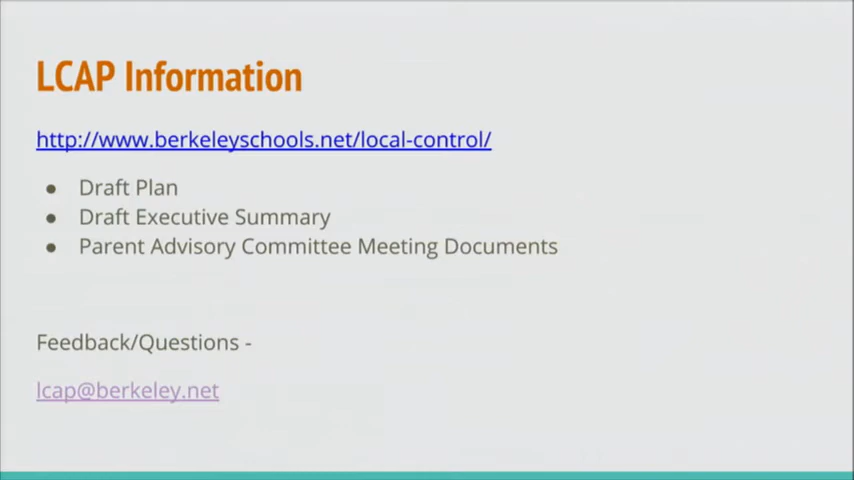 LCAP Information
http://www.berkeleyschools.net/local-control/
● Draft Plan
● Draft Executive Summary
● Parent Advisory Committee Meeting Documents
Feedback/Questions -
lcap@berkeley.net